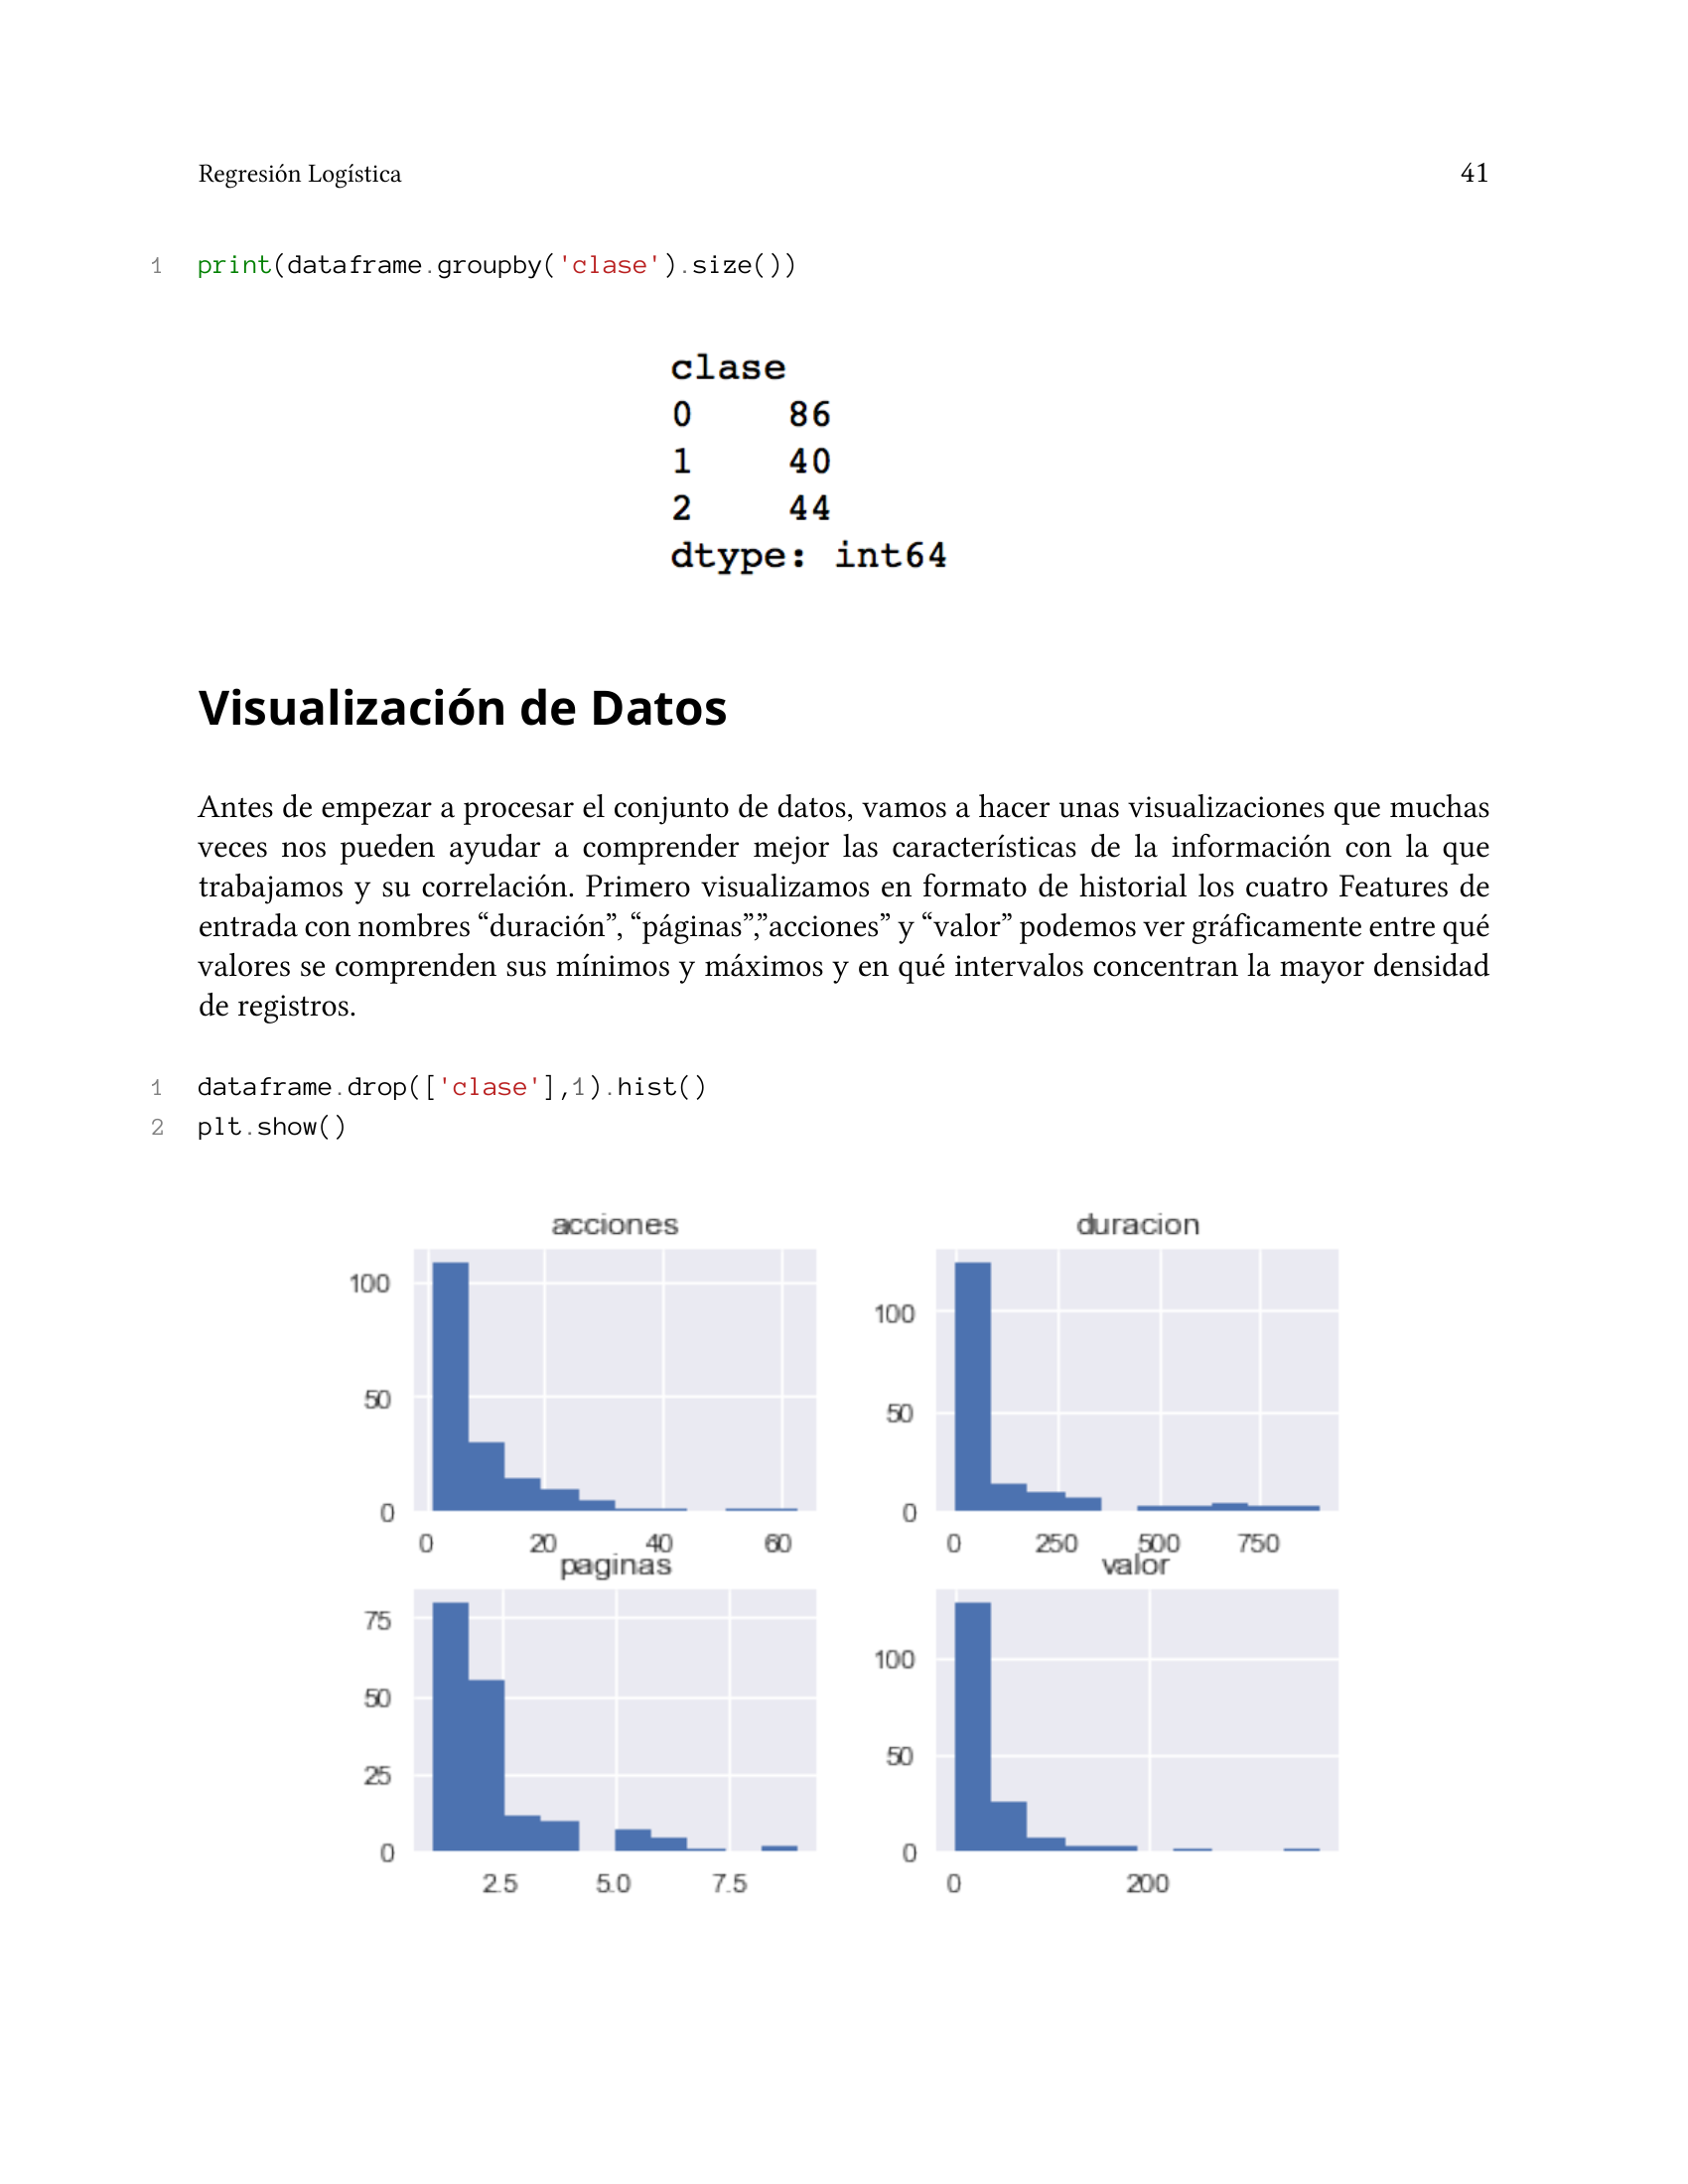 Regresión Logística 41
1 print(dataframe.groupby('clase').size())
clase
0 86
1 40
2 44
dtype: int64
Visualización de Datos
Antes de empezar a procesar el conjunto de datos, vamos a hacer unas visualizaciones que muchas
veces nos pueden ayudar a comprender mejor las características de la información con la que
trabajamos y su correlación. Primero visualizamos en formato de historial los cuatro Features de
entrada con nombres “duración”, “páginas”,”acciones” y “valor” podemos ver gráficamente entre qué
valores se comprenden sus mínimos y máximos y en qué intervalos concentran la mayor densidad
de registros.
1 dataframe.drop(['clase'],1).hist()
2 plt.show()
acciones
100
50
0
0 20 40 60
duracion
100
50
0
0 250 500 750
paginas
75
50
25
0
2.5 5.0 7.5
valor
100
50
0
0 200